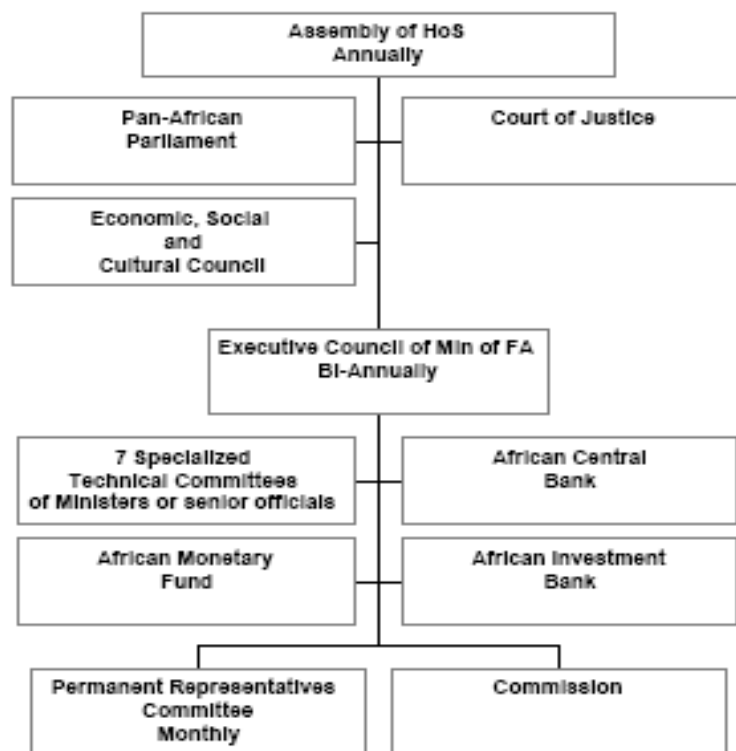 Assembly of HoS
Annually
Pan-African
Parliament
Court of Justice
Economic, Social
and
Cultural Council
Executive Council of Min of FA
Bi-Annually
7 Specialized
Technical Committees
of Ministers or senior officials
African Central
Bank
African Monetary
Fund
African Investment
Bank
Permanent Representatives
Committee
Monthly
Commission